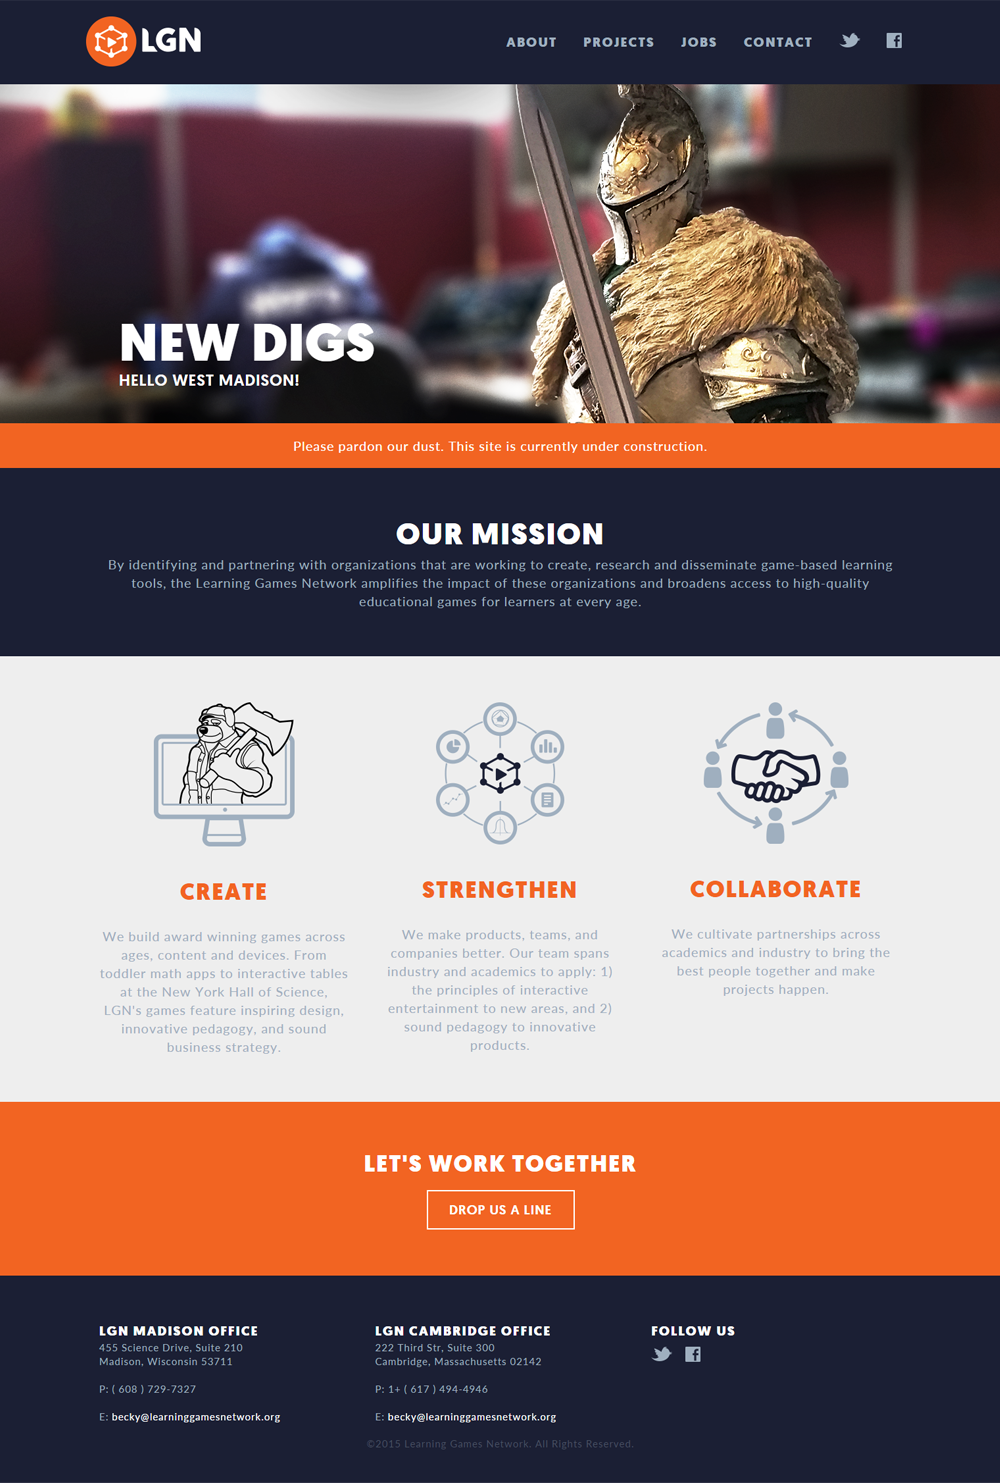 LGN
ABOUT PROJECTS JOBS CONTACT
NEW DIGS
HELLO WEST MADISON!
Please pardon our dust. This site is currently under construction.
OUR MISSION
By identifying and partnering with organizations that are working to create, research and disseminate game-based learning
tools, the Learning Games Network amplifies the impact of these organizations and broadens access to high-quality
educational games for learners at every age.
CREATE
We build award winning games across
ages, content and devices. From
toddler math apps to interactive tables
at the New York Hall of Science,
LGN's games feature inspiring design,
innovative pedagogy, and sound
business strategy.
STRENGTHEN
We make products, teams, and
companies better. Our team spans
industry and academics to apply: 1)
the principles of interactive
entertainment to new areas, and 2)
sound pedagogy to innovative
products.
COLLABORATE
We cultivate partnerships across
academics and industry to bring the
best people together and make
projects happen.
LET'S WORK TOGETHER
DROP US A LINE
LGN MADISON OFFICE
455 Science Drive, Suite 210
Madison, Wisconsin 53711
P: ( 608 ) 729-7327
E: becky@learninggamesnetwork.org
LGN CAMBRIDGE OFFICE
222 Third Str, Suite 300
Cambridge, Massachusetts 02142
P: 1+ ( 617 ) 494-4946
E: becky@learninggamesnetwork.org
FOLLOW US
©2015 Learning Games Network. All Rights Reserved.